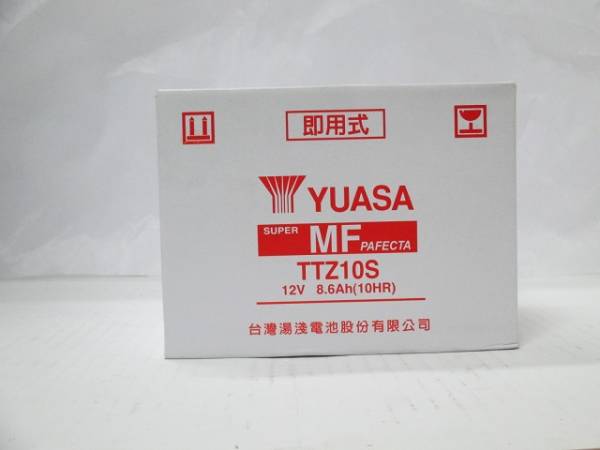 即用式
YUASA
SUPER MF PAFECTA
TTZ10S
12V 8.6Ah(10HR)
台灣湯淺電池股份有限公司